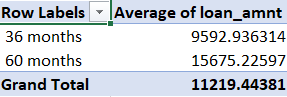 Row Labels Average of loan_amnt
36 months 9592.936314
60 months 15675.22597
Grand Total 11219.44381